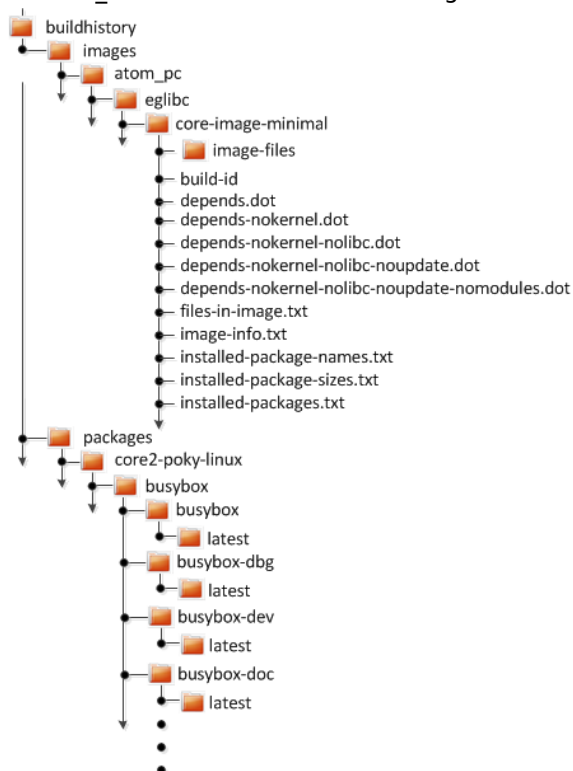 buildhistory
images
atom_pc
eglibc
core-image-minimal
image-files
build-id
depends.dot
depends-nokernel.dot
depends-nokernel-nolibc.dot
depends-nokernel-nolibc-noupdate.dot
depends-nokernel-nolibc-noupdate-nomodules.dot
files-in-image.txt
image-info.txt
installed-package-names.txt
installed-package-sizes.txt
installed-packages.txt
packages
core2-poky-linux
busybox
busybox
latest
busybox-dbg
latest
busybox-dev
latest
busybox-doc
latest